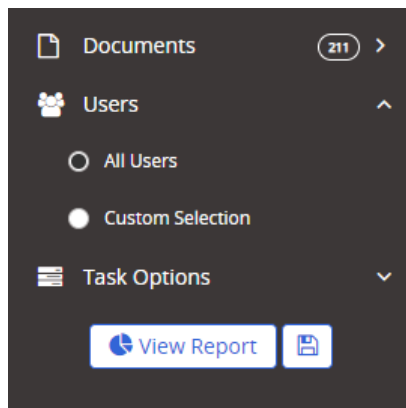 Documents 211
Users
All Users
Custom Selection
Task Options
View Report